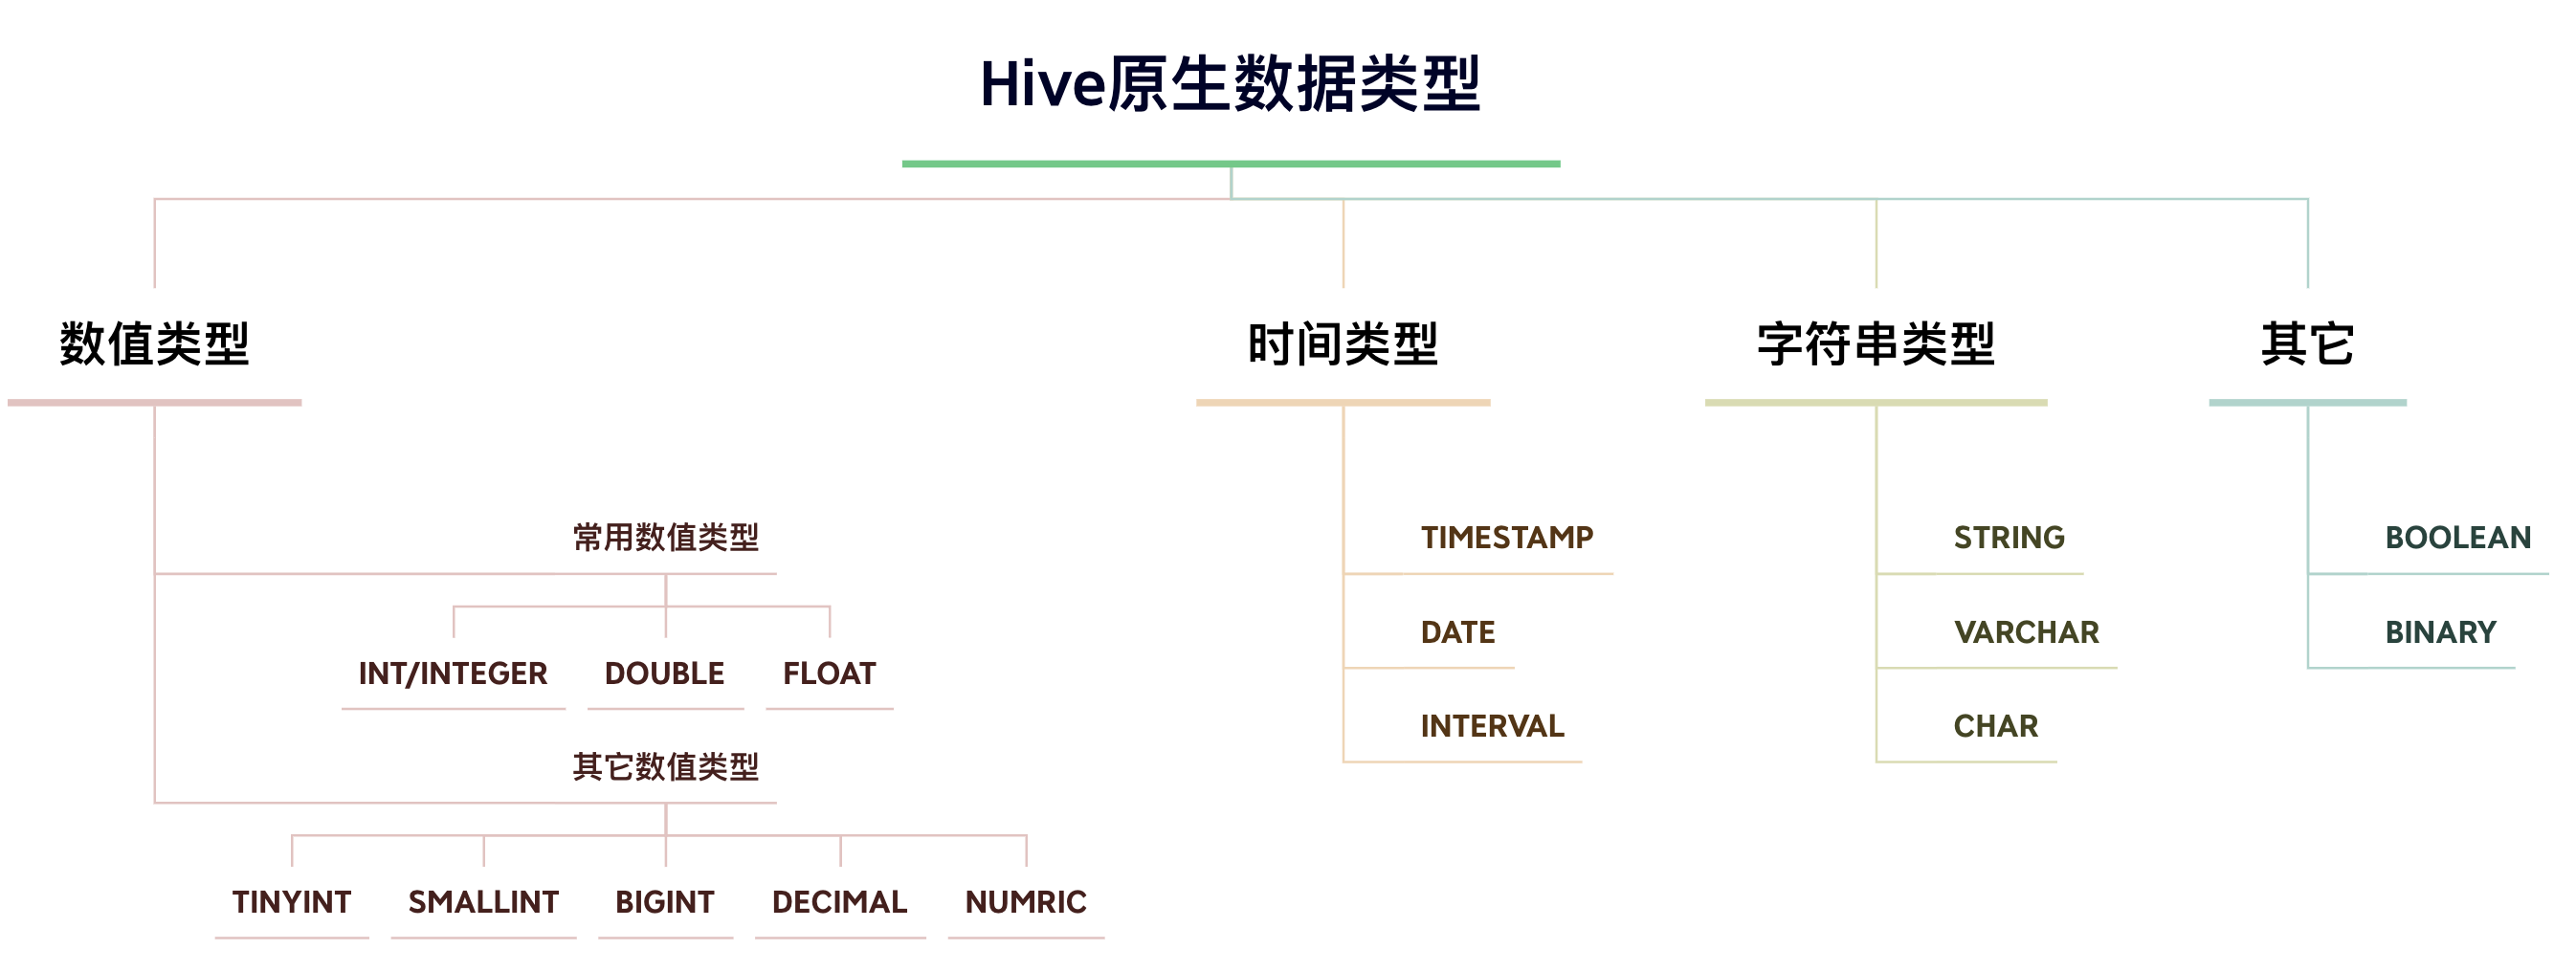 Hive原生数据类型
数值类型
常用数值类型
INT/INTEGER
DOUBLE
FLOAT
其它数值类型
TINYINT
SMALLINT
BIGINT
DECIMAL
NUMRIC
时间类型
TIMESTAMP
DATE
INTERVAL
字符串类型
STRING
VARCHAR
CHAR
其它
BOOLEAN
BINARY